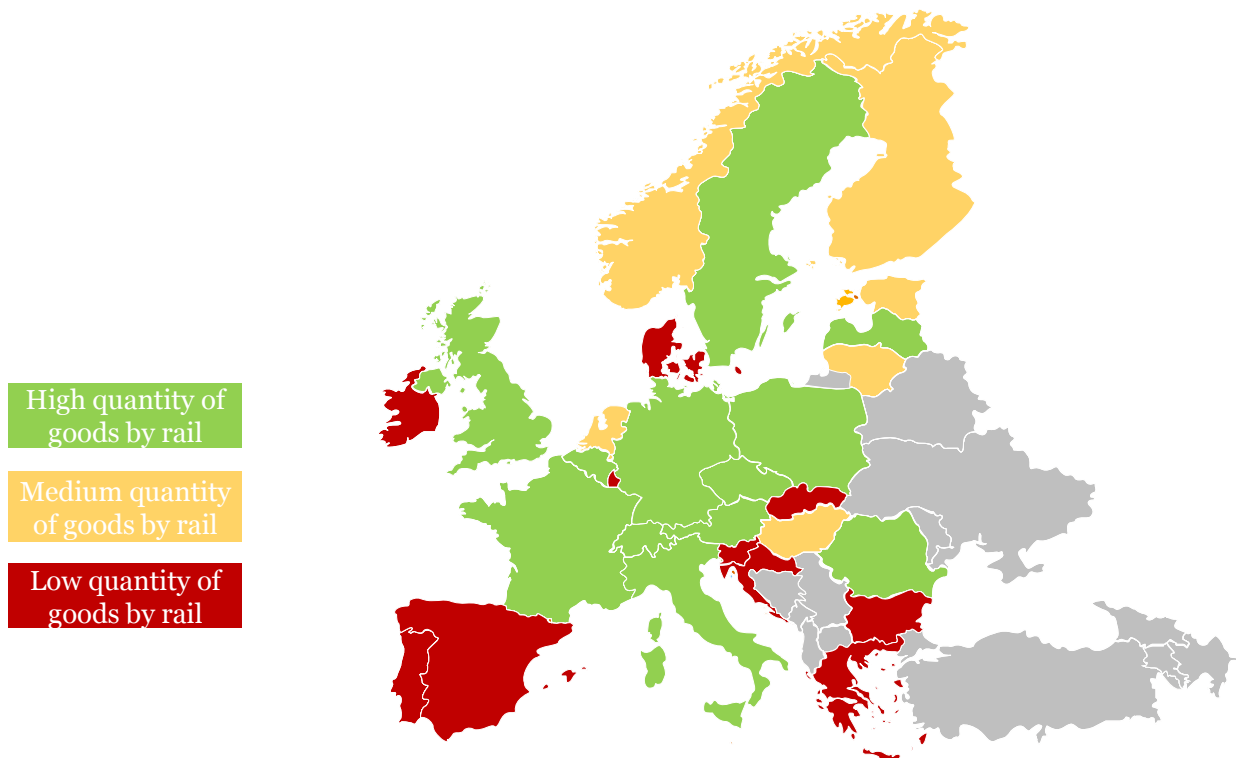 High quantity of
goods by rail
Medium quantity
of goods by rail
Low quantity of
goods by rail